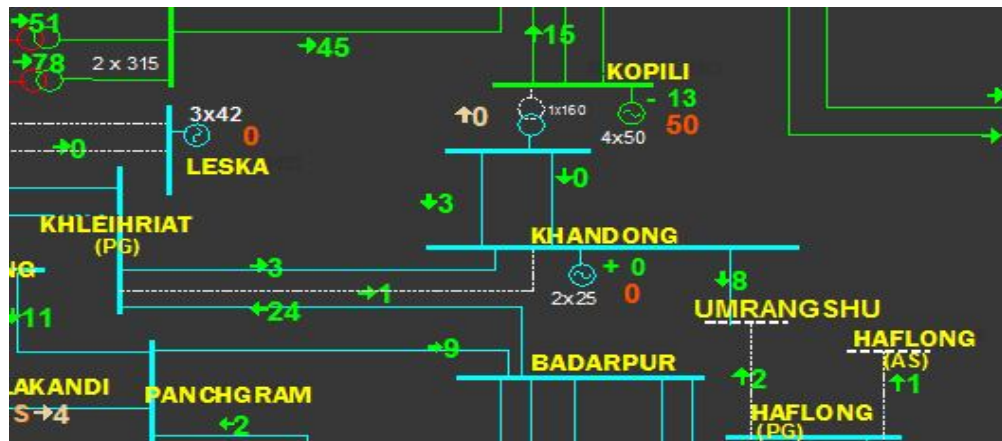 →51
→45
↑15
→78
2 x 315
KOPILI
1x160
- 13
↑0
4x50
50
3x42
0
→0
LESKA
↓0
↓3
KHLEIHRIAT
(PG)
KHANDONG
NG
→3
+ 0
2x25
0
↓8
→1
←24
↓11
UMRANGSHU
HAFLONG
(AS)
→9
BADARPUR
↑2
↑1
LAKANDI
PANCHGRAM
S→4
←2
HAFLONG
(PG)